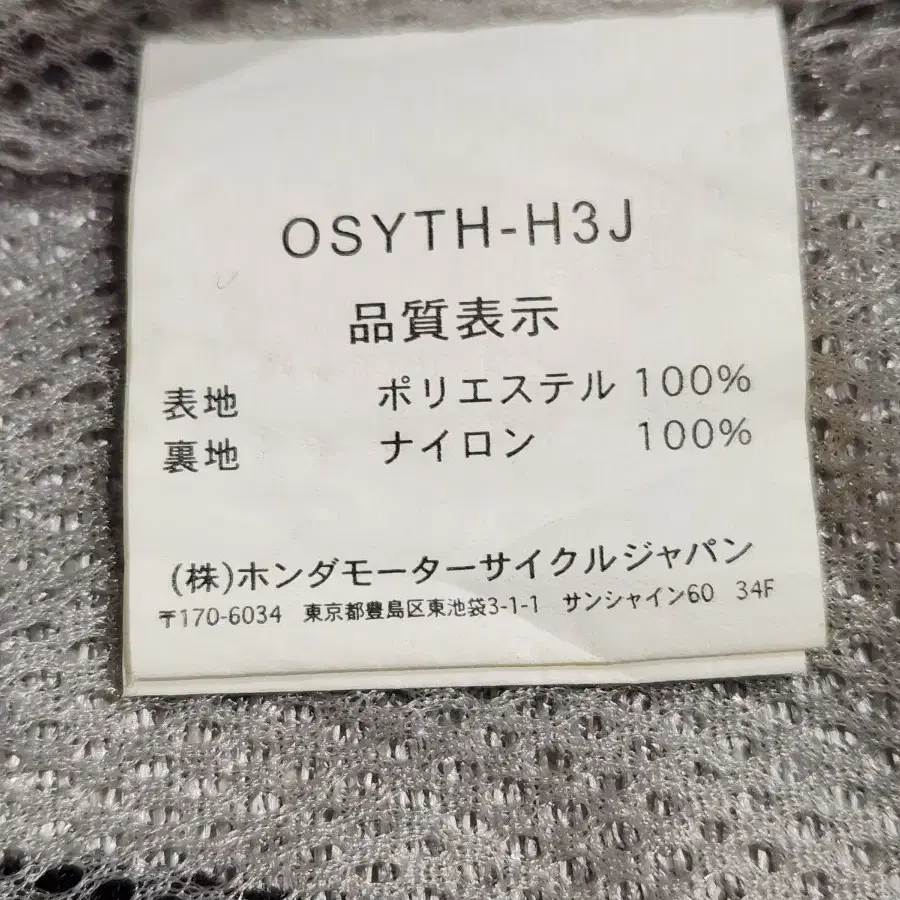 OSYTH-H3J
品質表示
表地 ポリエステル 100%
裏地 ナイロン 100%
(株)ホンダモーターサイクルジャパン
〒170-6034 東京都豊島区東池袋3-1-1 サンシャイン60 34F